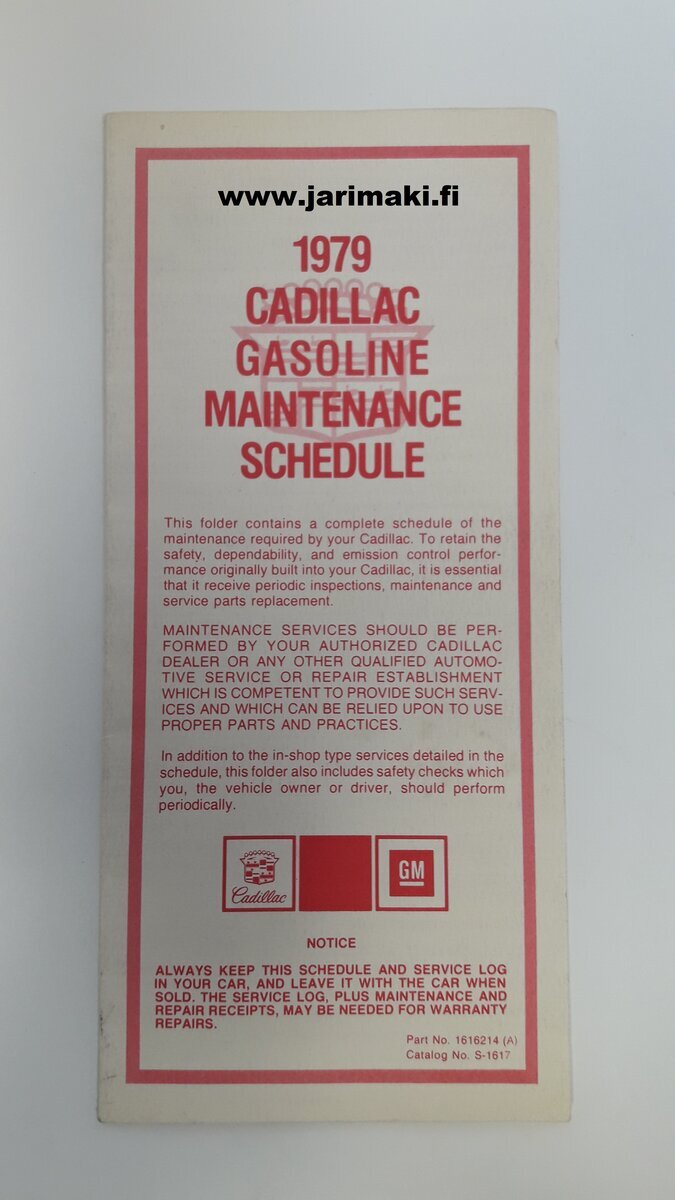 www.jarimaki.fi
1979
CADILLAC
GASOLINE
MAINTENANCE
SCHEDULE
This folder contains a complete schedule of the
maintenance required by your Cadillac. To retain the
safety, dependability, and emission control perfor-
mance originally built into your Cadillac, it is essential
that it receive periodic inspections, maintenance and
service parts replacement.
MAINTENANCE SERVICES SHOULD BE PER-
FORMED BY YOUR AUTHORIZED CADILLAC
DEALER OR ANY OTHER QUALIFIED AUTOMO-
TIVE SERVICE OR REPAIR ESTABLISHMENT
WHICH IS COMPETENT TO PROVIDE SUCH SERV-
ICES AND WHICH CAN BE RELIED UPON TO USE
PROPER PARTS AND PRACTICES.
In addition to the in-shop type services detailed in the
schedule, this folder also includes safety checks which
you, the vehicle owner or driver, should perform
periodically.
Cadillac GM
NOTICE
ALWAYS KEEP THIS SCHEDULE AND SERVICE LOG
IN YOUR CAR, AND LEAVE IT WITH THE CAR WHEN
SOLD. THE SERVICE LOG, PLUS MAINTENANCE AND
REPAIR RECEIPTS, MAY BE NEEDED FOR WARRANTY
REPAIRS.
Part No. 1616214 (A)
Catalog No. S-1617